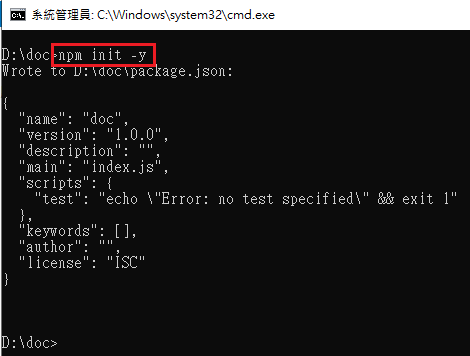 系統管理員: C:\Windows\system32\cmd.exe
D:\doc>npm init -y
Wrote to D:\doc\package.json:
{
  "name": "doc",
  "version": "1.0.0",
  "description": "",
  "main": "index.js",
  "scripts": {
    "test": "echo \"Error: no test specified\" && exit 1"
  },
  "keywords": [],
  "author": "",
  "license": "ISC"
}
D:\doc>